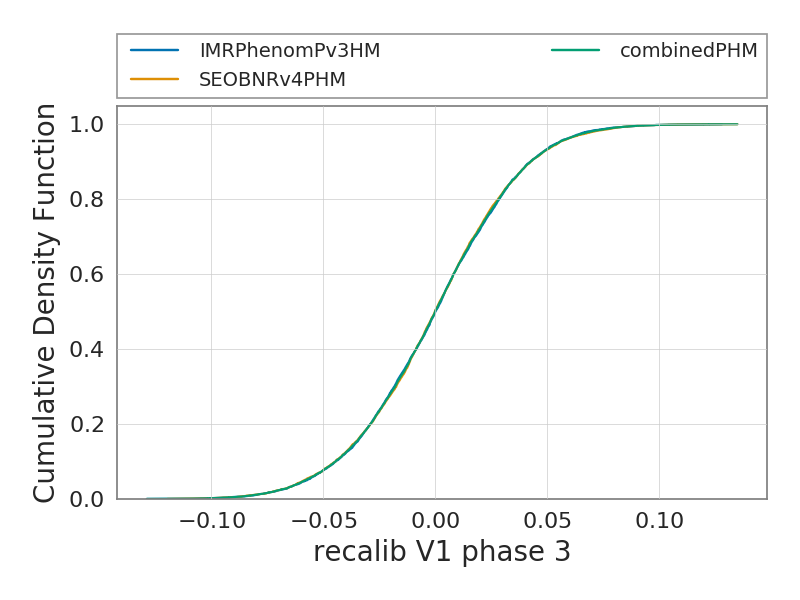 IMRPhenomPv3HM
SEOBNRv4PHM
combinedPHM
Cumulative Density Function
1.0
0.8
0.6
0.4
0.2
0.0
−0.10 −0.05 0.00 0.05 0.10
recalib V1 phase 3